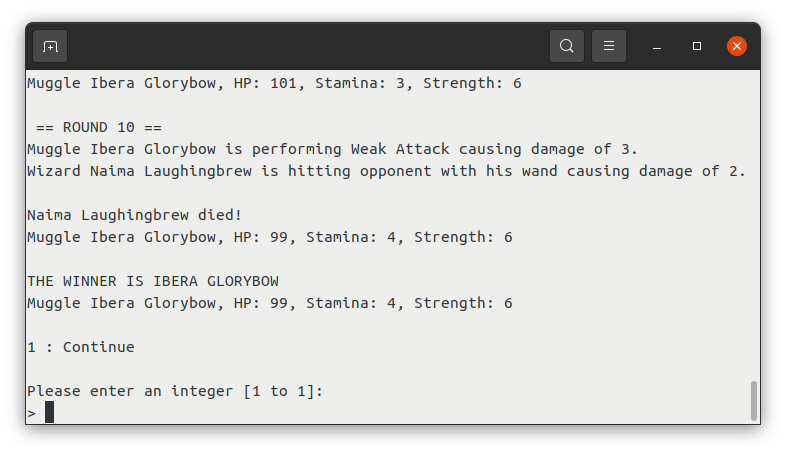 Muggle Ibera Glorybow, HP: 101, Stamina: 3, Strength: 6
== ROUND 10 ==
Muggle Ibera Glorybow is performing Weak Attack causing damage of 3.
Wizard Naima Laughingbrew is hitting opponent with his wand causing damage of 2.
Naima Laughingbrew died!
Muggle Ibera Glorybow, HP: 99, Stamina: 4, Strength: 6
THE WINNER IS IBERA GLORYBOW
Muggle Ibera Glorybow, HP: 99, Stamina: 4, Strength: 6
1 : Continue
Please enter an integer [1 to 1]:
>